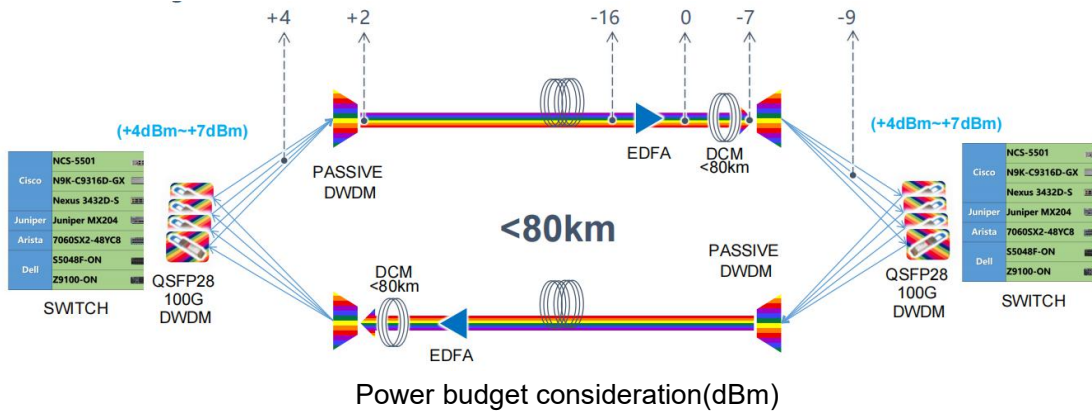 +4
+2
-16
0
-7
-9
(+4dBm~+7dBm)
(+4dBm~+7dBm)
EDFA
DCM
<80km
PASSIVE
DWDM
Cisco
NCS-5501
N9K-C9316D-GX
Nexus 3432D-S
Juniper
Juniper MX204
Arista
7060SX2-48YC8
Dell
S5048F-ON
Z9100-ON
SWITCH
QSFP28
100G
DWDM
<80km
DCM
<80km
EDFA
PASSIVE
DWDM
QSFP28
100G
DWDM
Cisco
NCS-5501
N9K-C9316D-GX
Nexus 3432D-S
Juniper
Juniper MX204
Arista
7060SX2-48YC8
Dell
S5048F-ON
Z9100-ON
SWITCH
Power budget consideration(dBm)